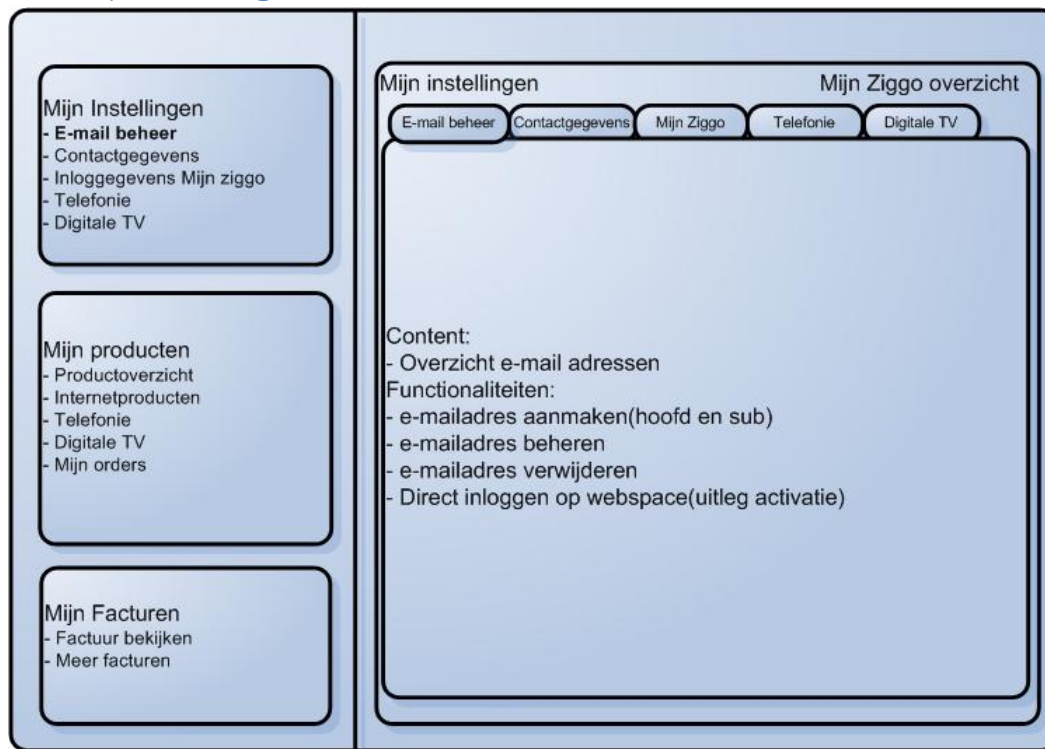 Mijn Instellingen
- E-mail beheer
- Contactgegevens
- Inloggegevens Mijn ziggo
- Telefonie
- Digitale TV
Mijn producten
- Productoverzicht
- Internetproducten
- Telefonie
- Digitale TV
- Mijn orders
Mijn Facturen
- Factuur bekijken
- Meer facturen
Mijn instellingen Mijn Ziggo overzicht
E-mail beheer Contactgegevens Mijn Ziggo Telefonie Digitale TV
Content:
- Overzicht e-mail adressen
Functionaliteiten:
- e-mailadres aanmaken(hoofd en sub)
- e-mailadres beheren
- e-mailadres verwijderen
- Direct inloggen op webspace(uitleg activatie)